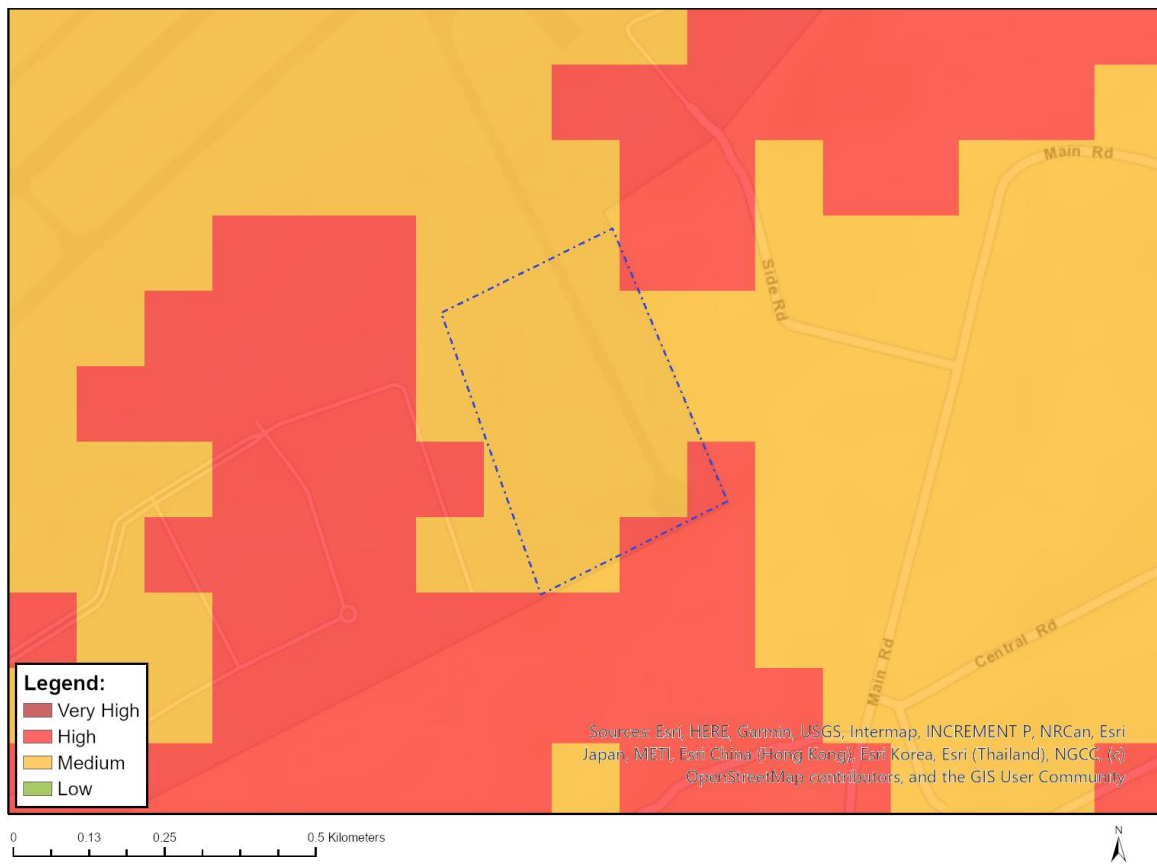 Main Rd
Side Rd
Central Rd
Main Rd
Legend:
Very High
High
Medium
Low
Sources: Esri, HERE, Garmin, USGS, Intermap, INCREMENT P, NRCan, Esri
Japan, METI, Esri China (Hong Kong), Esri Korea, Esri (Thailand), NGCC, (c)
OpenStreetMap contributors, and the GIS User Community
0 0.13 0.25 0.5 Kilometers
N